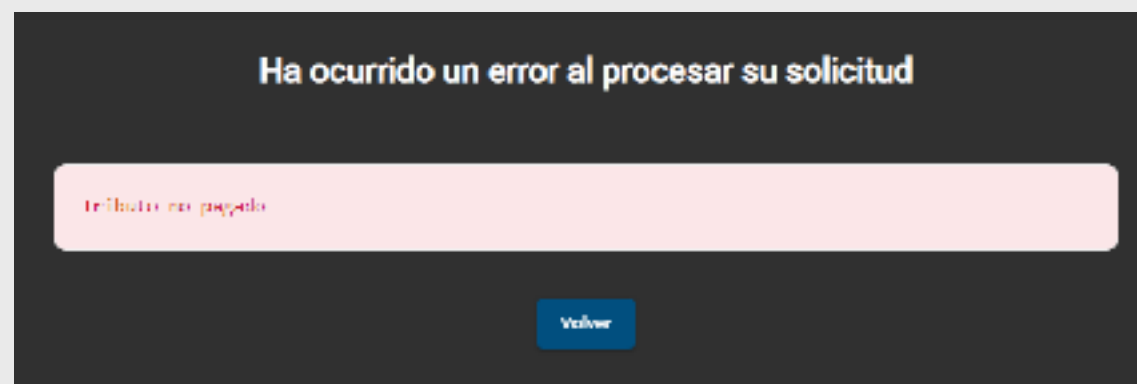 Ha ocurrido un error al procesar su solicitud
Tributo no pagado
Volver